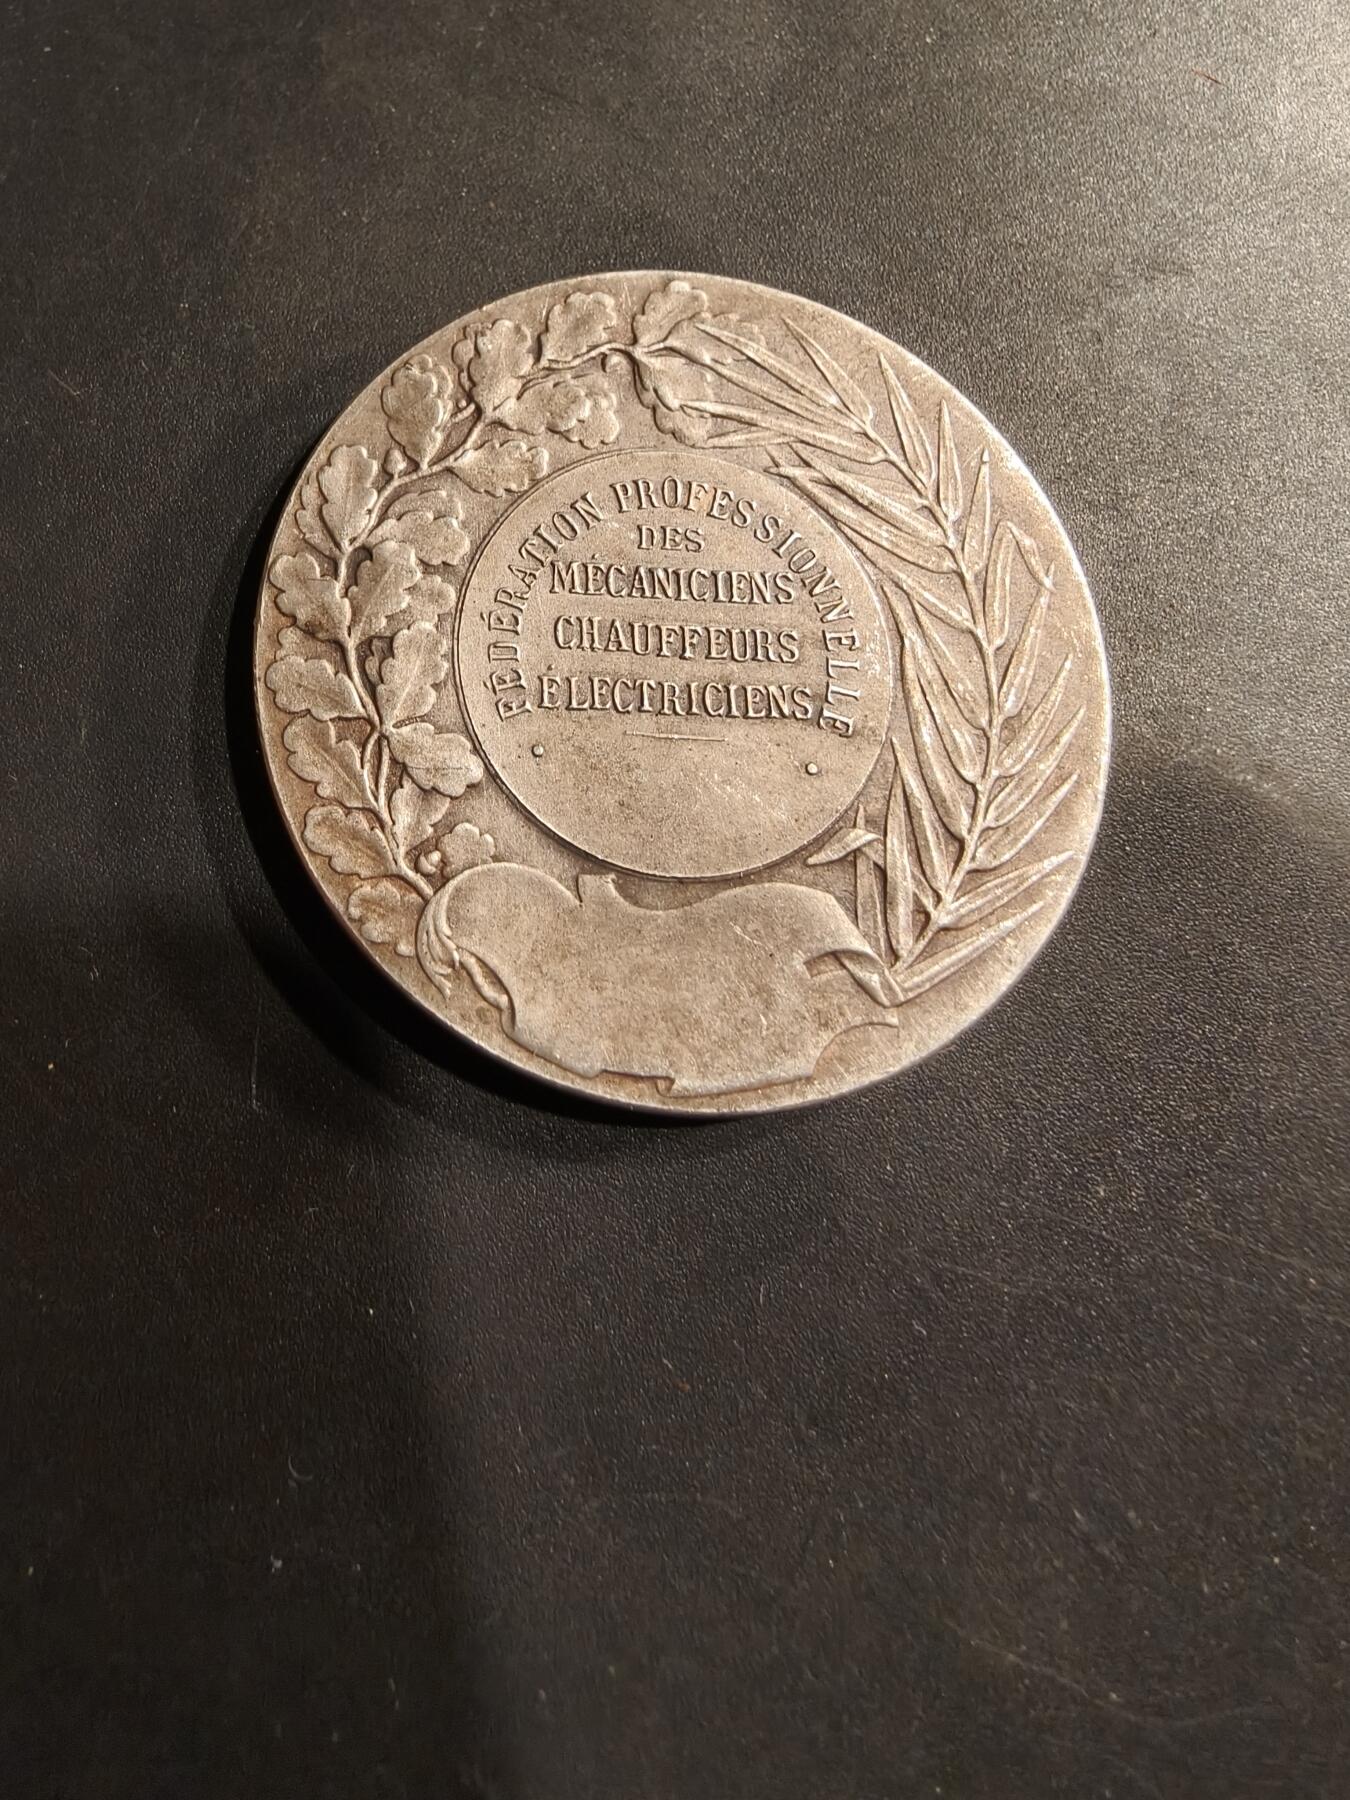 FÉDÉRATION PROFESSIONNELLE
DES
MÉCANICIENS
CHAUFFEURS
ÉLECTRICIENS